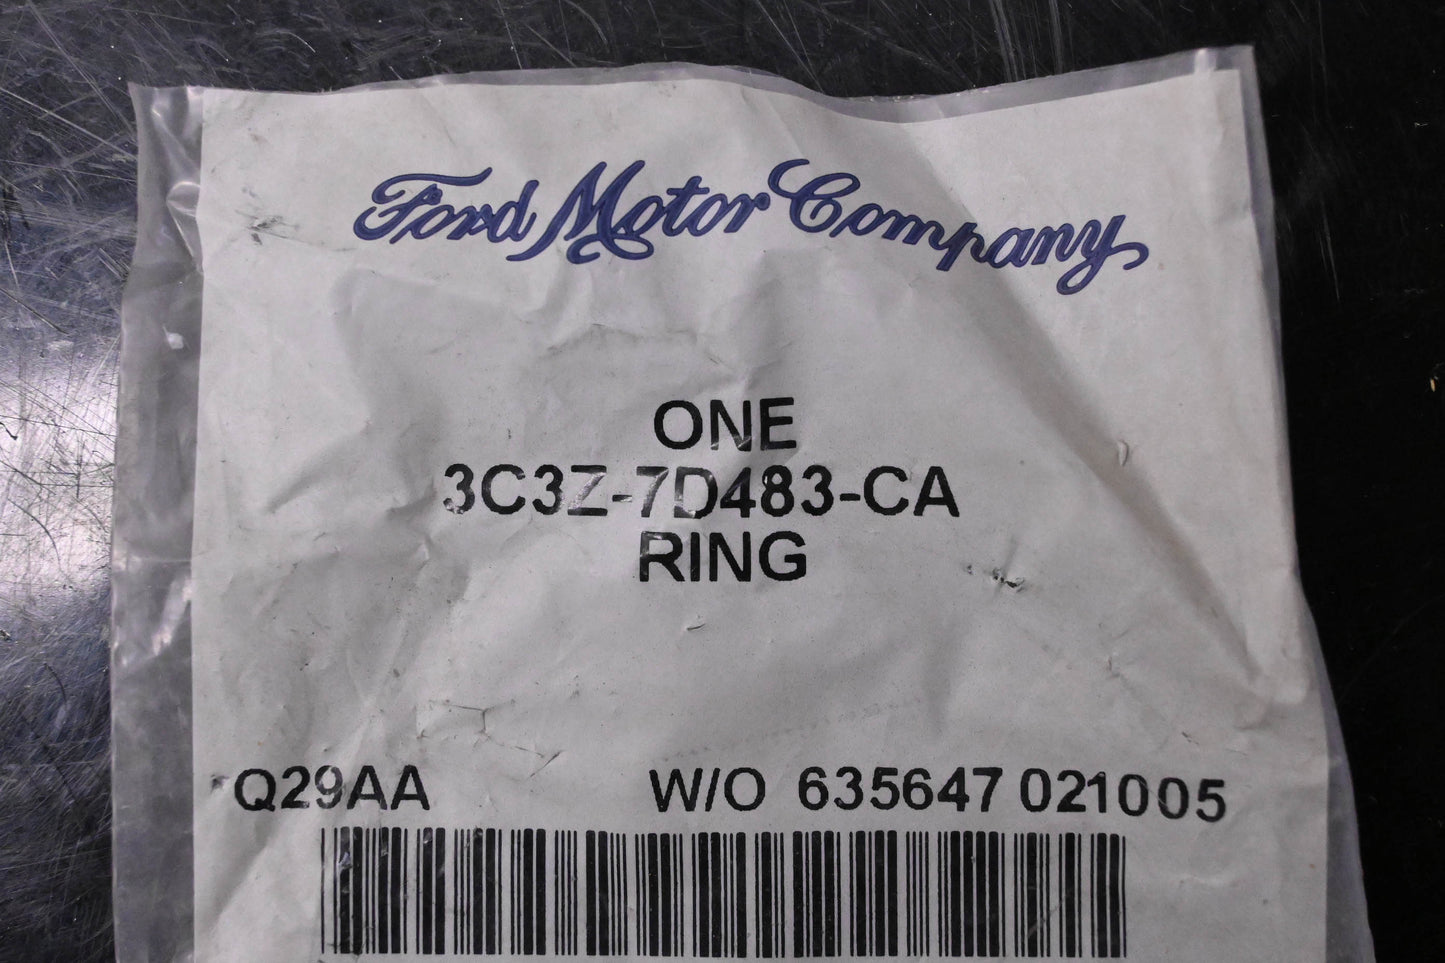 Ford Motor Company
ONE
3C3Z-7D483-CA
RING
Q29AA W/O 635647 021005